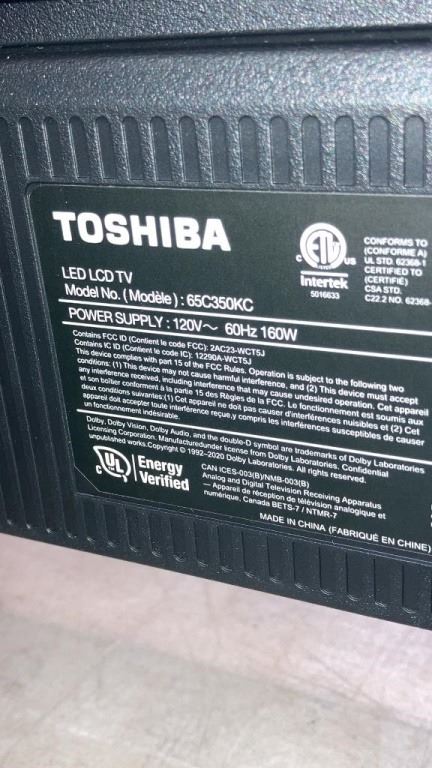 TOSHIBA
LED LCD TV
Model No. (Modèle) : 65C350KC
POWER SUPPLY : 120V～ 60Hz 160W
ETL
C US
Intertek
5016633
CONFORMS TO
(CONFORME A)
UL STD. 62368-1
CERTIFIED TO
(CERTIFIÉ)
CSA STD.
C22.2 NO. 62368-
Contains FCC ID (Contient le code FCC): 2AC23-WCT5J
Contains IC ID (Contient le code IC): 12290A-WCT5J
This device complies with part 15 of the FCC Rules. Operation is subject to the following two
conditions: (1) This device may not cause harmful interference, and (2) This device must accept
any interference received, including interference that may cause undesired operation. Cet appareil
et son boîtier conforment à la partie 15 des Règles de la FCC. Le fonctionnement est soumis aux
deux conditions suivantes:(1) Cet appareil ne doit pas causer d'interférences nuisibles et (2) Cet
appareil doit accepter toute interférence reçue,y compris les interférences susceptibles de causer
un fonctionnement indésirable.
Dolby, Dolby Vision, Dolby Audio, and the double-D symbol are trademarks of Dolby Laboratories
Licensing Corporation. Manufacturedunder license from Dolby Laboratories. Confidential
unpublished works.Copyright © 1992-2020 Dolby Laboratories. All rights reserved.
C UL
Energy
Verified
CAN ICES-003(B)/NMB-003(B)
Analog and Digital Television Receiving Apparatus
— Appareil de réception de télévision analogique et
numérique, Canada BETS-7 / NTMR-7
MADE IN CHINA (FABRIQUÉ EN CHINE)